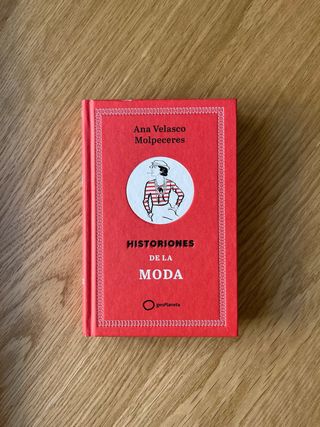 Ana Velasco
Molpeceres
HISTORIONES
DE LA
MODA
geoPlaneta